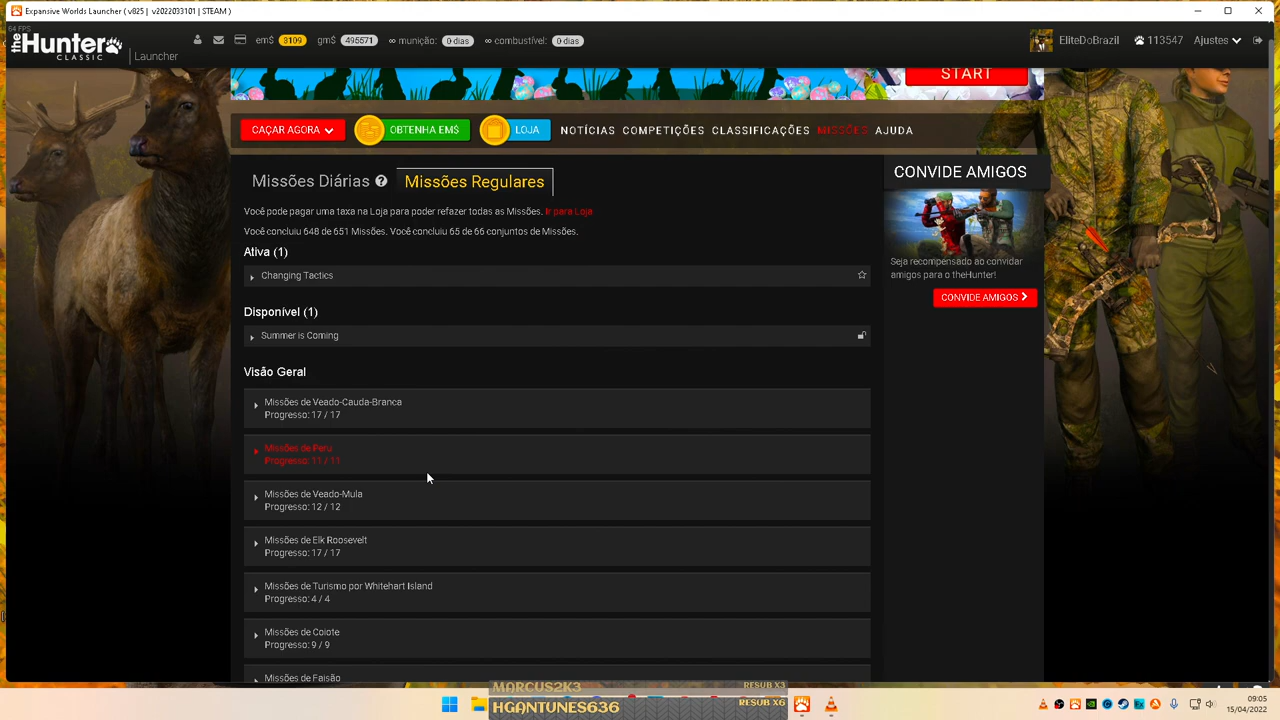 Expansive Worlds Launcher ( v825 | v2022033101 | STEAM )
64 FPS
theHunter CLASSIC Launcher em$ 3109 gm$ 495571 ∞ munição: 0 dias ∞ combustível: 0 dias EliteDoBrazil 113547 Ajustes
START
CAÇAR AGORA OBTENHA EM$ LOJA NOTÍCIAS COMPETIÇÕES CLASSIFICAÇÕES MISSÕES AJUDA
Missões Diárias ? Missões Regulares
Você pode pagar uma taxa na Loja para poder refazer todas as Missões. Ir para Loja
Você concluiu 648 de 651 Missões. Você concluiu 65 de 66 conjuntos de Missões.
Ativa (1)
Changing Tactics
Disponível (1)
Summer is Coming
Visão Geral
Missões de Veado-Cauda-Branca
Progresso: 17 / 17
Missões de Peru
Progresso: 11 / 11
Missões de Veado-Mula
Progresso: 12 / 12
Missões de Elk Roosevelt
Progresso: 17 / 17
Missões de Turismo por Whitehart Island
Progresso: 4 / 4
Missões de Coiote
Progresso: 9 / 9
Missões de Faisão
CONVIDE AMIGOS
Seja recompensado ao convidar
amigos para o theHunter!
CONVIDE AMIGOS
MARCUS2K3 RESUB X3
HGANTUNES636 RESUB X6
09:05
15/04/2022